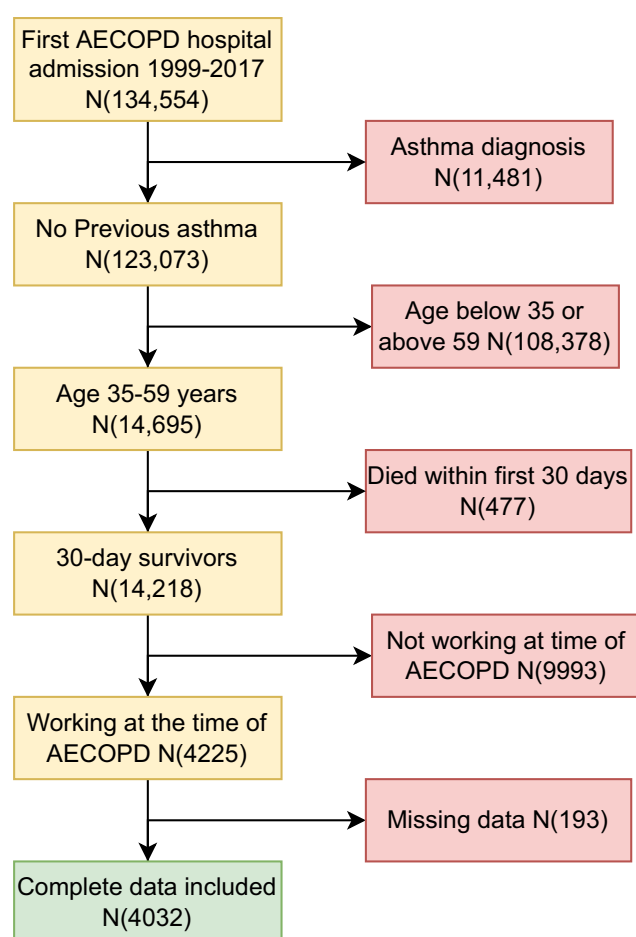 First AECOPD hospital
admission 1999-2017
N(134,554)
Asthma diagnosis
N(11,481)
No Previous asthma
N(123,073)
Age below 35 or
above 59 N(108,378)
Age 35-59 years
N(14,695)
Died within first 30 days
N(477)
30-day survivors
N(14,218)
Not working at time of
AECOPD N(9993)
Working at the time of
AECOPD N(4225)
Missing data N(193)
Complete data included
N(4032)